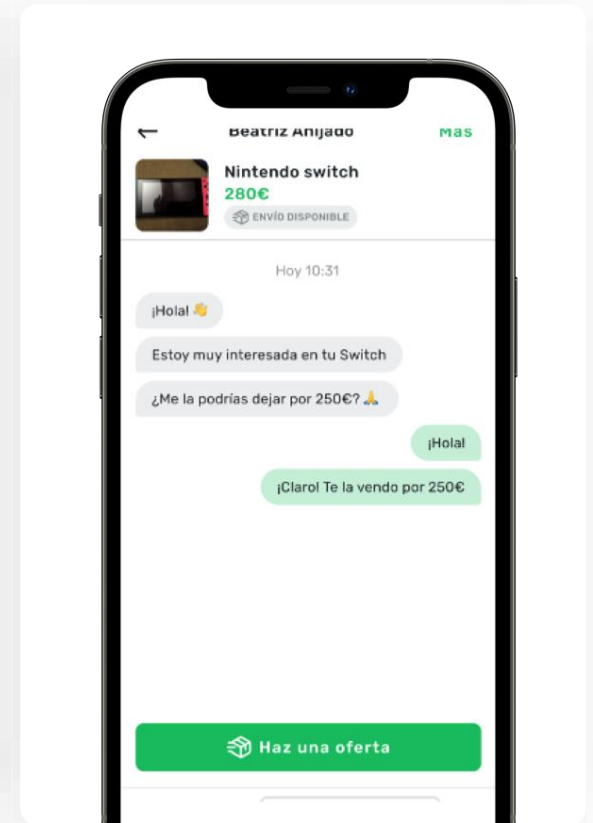 Beatriz Anijado
Más
Nintendo switch
280€
ENVÍO DISPONIBLE
Hoy 10:31
¡Hola! 👋
Estoy muy interesada en tu Switch
¿Me la podrías dejar por 250€? 🙏
¡Hola!
¡Claro! Te la vendo por 250€
Haz una oferta